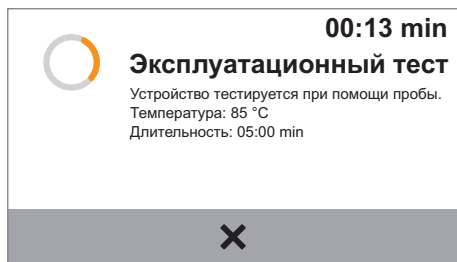 00:13 min
Эксплуатационный тест
Устройство тестируется при помощи пробы.
Температура: 85 °C
Длительность: 05:00 min